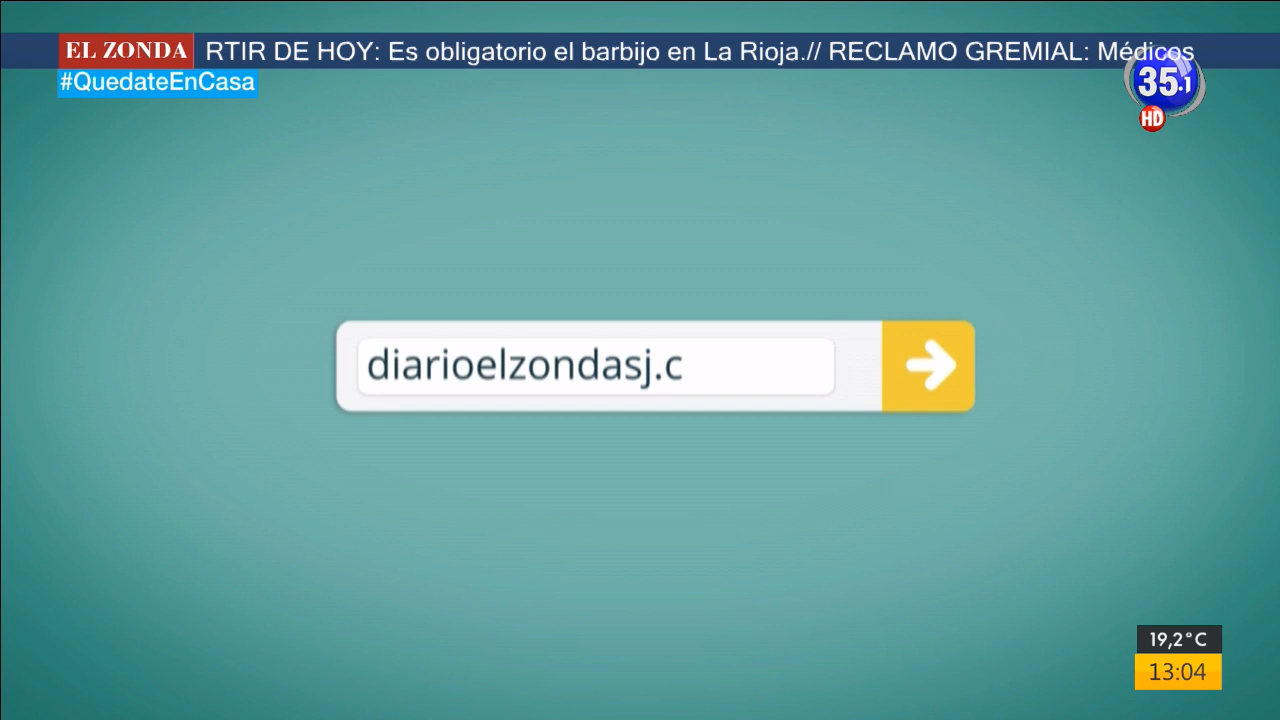 EL ZONDA RTIR DE HOY: Es obligatorio el barbijo en La Rioja.// RECLAMO GREMIAL: Médicos
#QuedateEnCasa
35.1
HD
diarioelzondasj.c
19,2°C
13:04